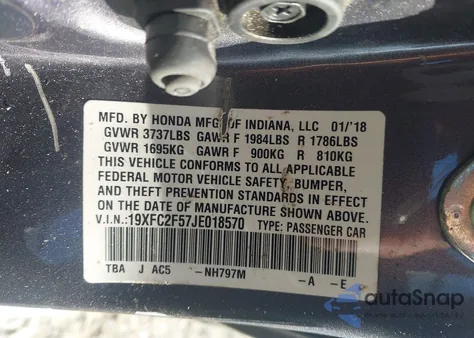 MFD. BY HONDA MFG OF INDIANA, LLC 01/'18
GVWR 3737LBS GAWR F 1984LBS R 1786LBS
GVWR 1695KG GAWR F 900KG R 810KG
THIS VEHICLE CONFORMS TO ALL APPLICABLE
FEDERAL MOTOR VEHICLE SAFETY, BUMPER,
AND THEFT PREVENTION STANDARDS IN EFFECT
ON THE DATE OF MANUFACTURE SHOWN ABOVE.
V.I.N.:19XFC2F57JE018570 TYPE: PASSENGER CAR
TBA J AC5 -NH797M -A -E
autoSnap